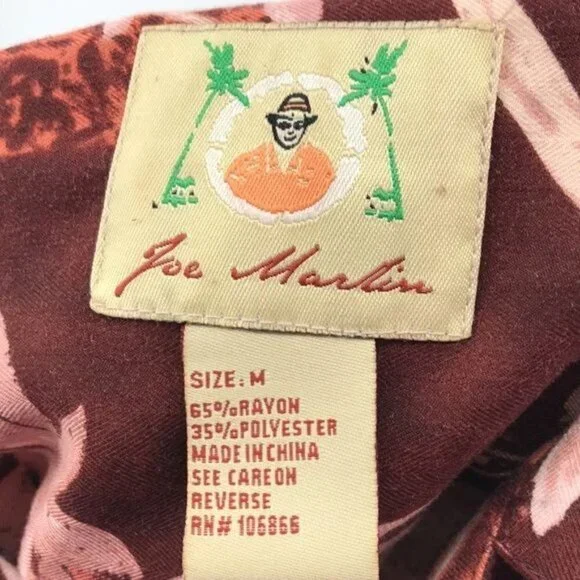 Joe Marlin
SIZE: M
65%RAYON
35%POLYESTER
MADE IN CHINA
SEE CARE ON
REVERSE
RN# 106866